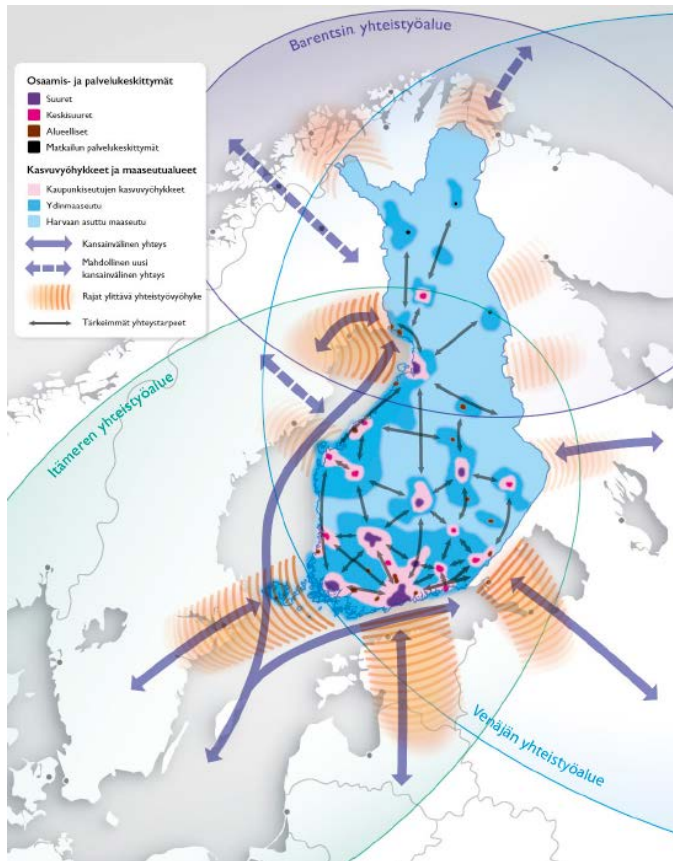 Barentsin yhteistyöalue
Osaamis- ja palvelukeskittymät
Suuret
Keskisuuret
Alueelliset
Matkailun palvelukeskittymät
Kasvuvyöhykkeet ja maaseutualueet
Kaupunkiseutujen kasvuvyöhykkeet
Ydinmaaseutu
Harvaan asuttu maaseutu
Kansainvälinen yhteys
Mahdollinen uusi
kansainvälinen yhteys
Rajat ylittävä yhteistyövyöhyke
Tärkeimmät yhteystarpeet
Itämeren yhteistyöalue
Venäjän yhteistyöalue